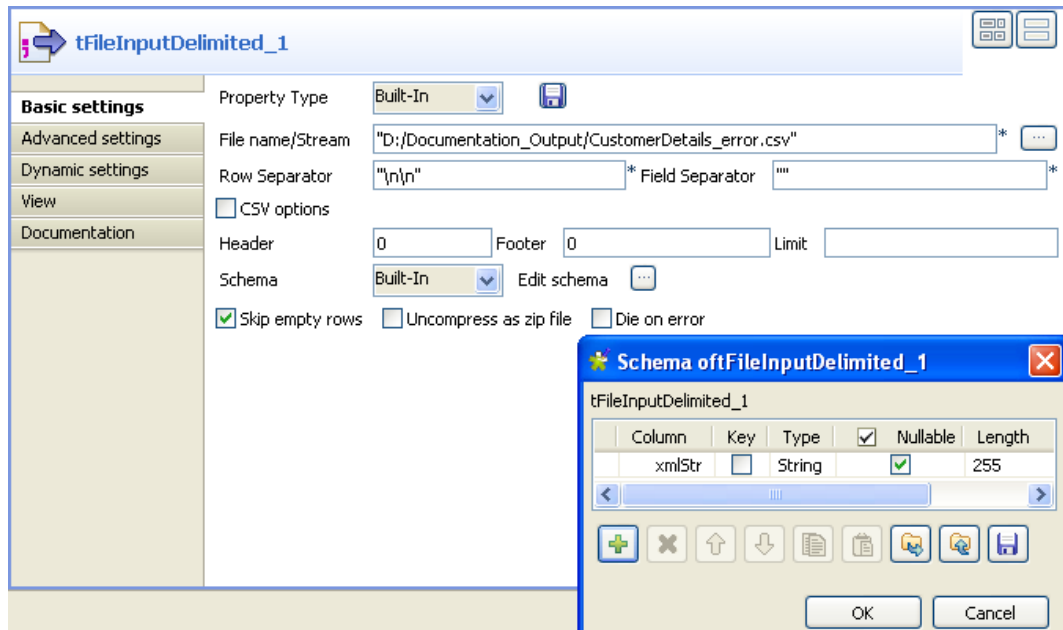 tFileInputDelimited_1
Basic settings
Advanced settings
Dynamic settings
View
Documentation
Property Type Built-In
File name/Stream "D:/Documentation_Output/CustomerDetails_error.csv" * ...
Row Separator "\n\n" * Field Separator "" *
CSV options
Header 0 Footer 0 Limit
Schema Built-In Edit schema ...
Skip empty rows Uncompress as zip file Die on error
Schema oftFileInputDelimited_1
tFileInputDelimited_1
Column Key Type Nullable Length
xmlStr String 255
OK Cancel